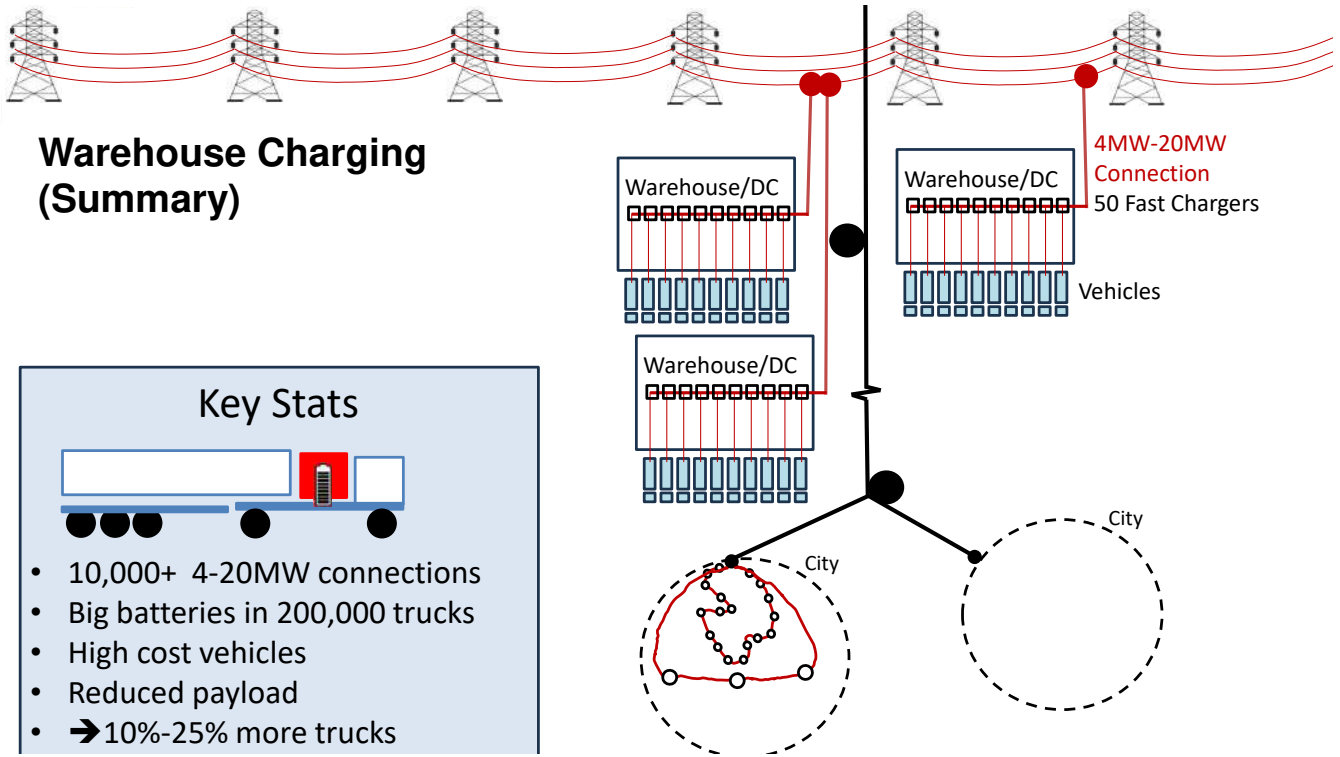 Warehouse Charging
(Summary)
Warehouse/DC
Warehouse/DC
4MW-20MW
Connection
50 Fast Chargers
Vehicles
Warehouse/DC
Key Stats
• 10,000+  4-20MW connections
• Big batteries in 200,000 trucks
• High cost vehicles
• Reduced payload
• ➔10%-25% more trucks
City
City